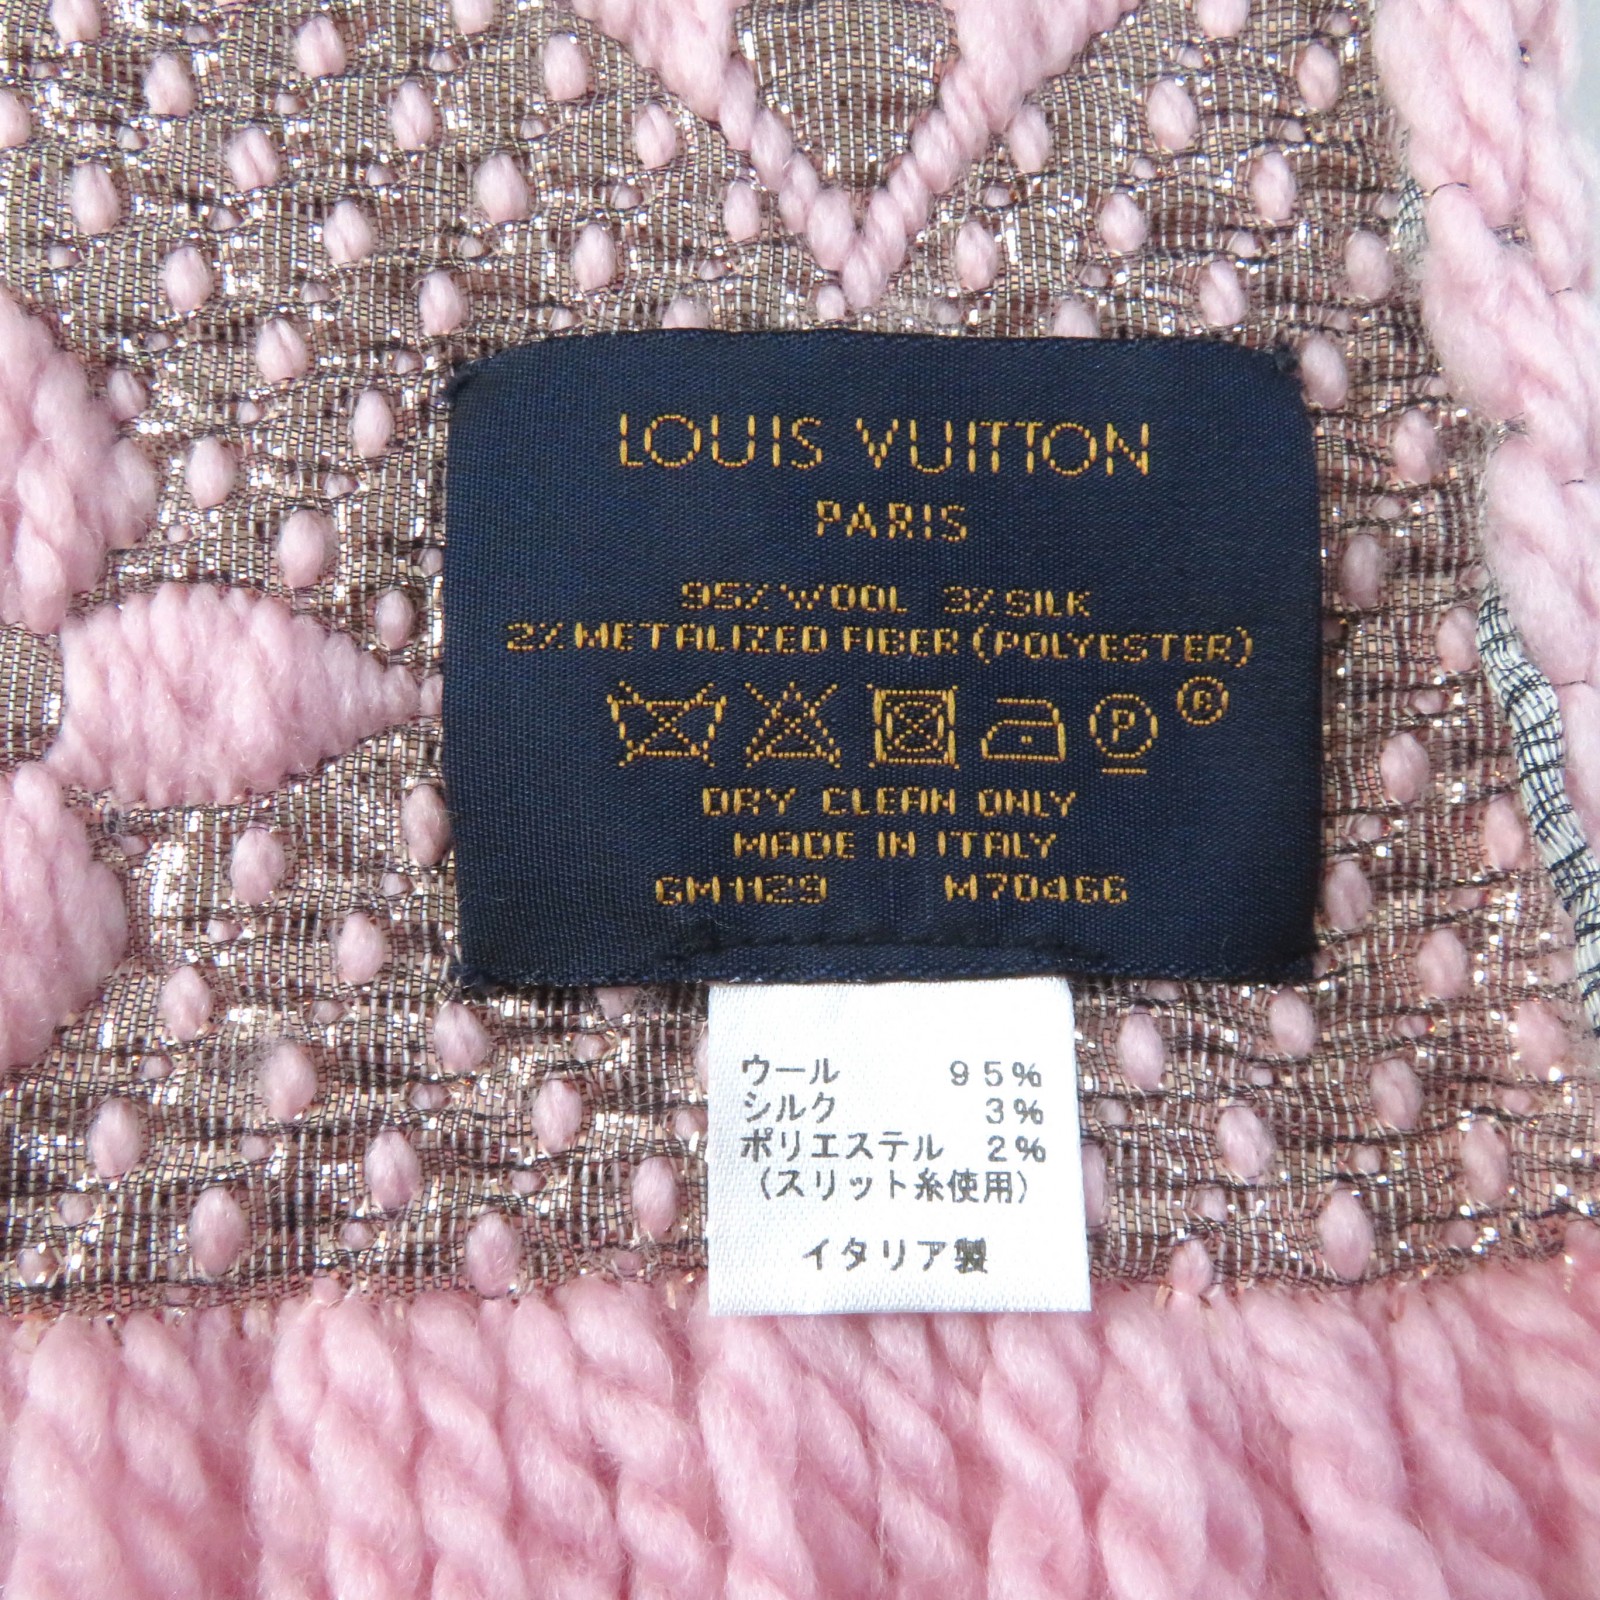 LOUIS VUITTON
PARIS
95% WOOL 3% SILK
2% METALIZED FIBER (POLYESTER)
P ©
DRY CLEAN ONLY
MADE IN ITALY
GM1129 M70466
ウール 95%
シルク 3%
ポリエステル 2%
(スリット糸使用)
イタリア製